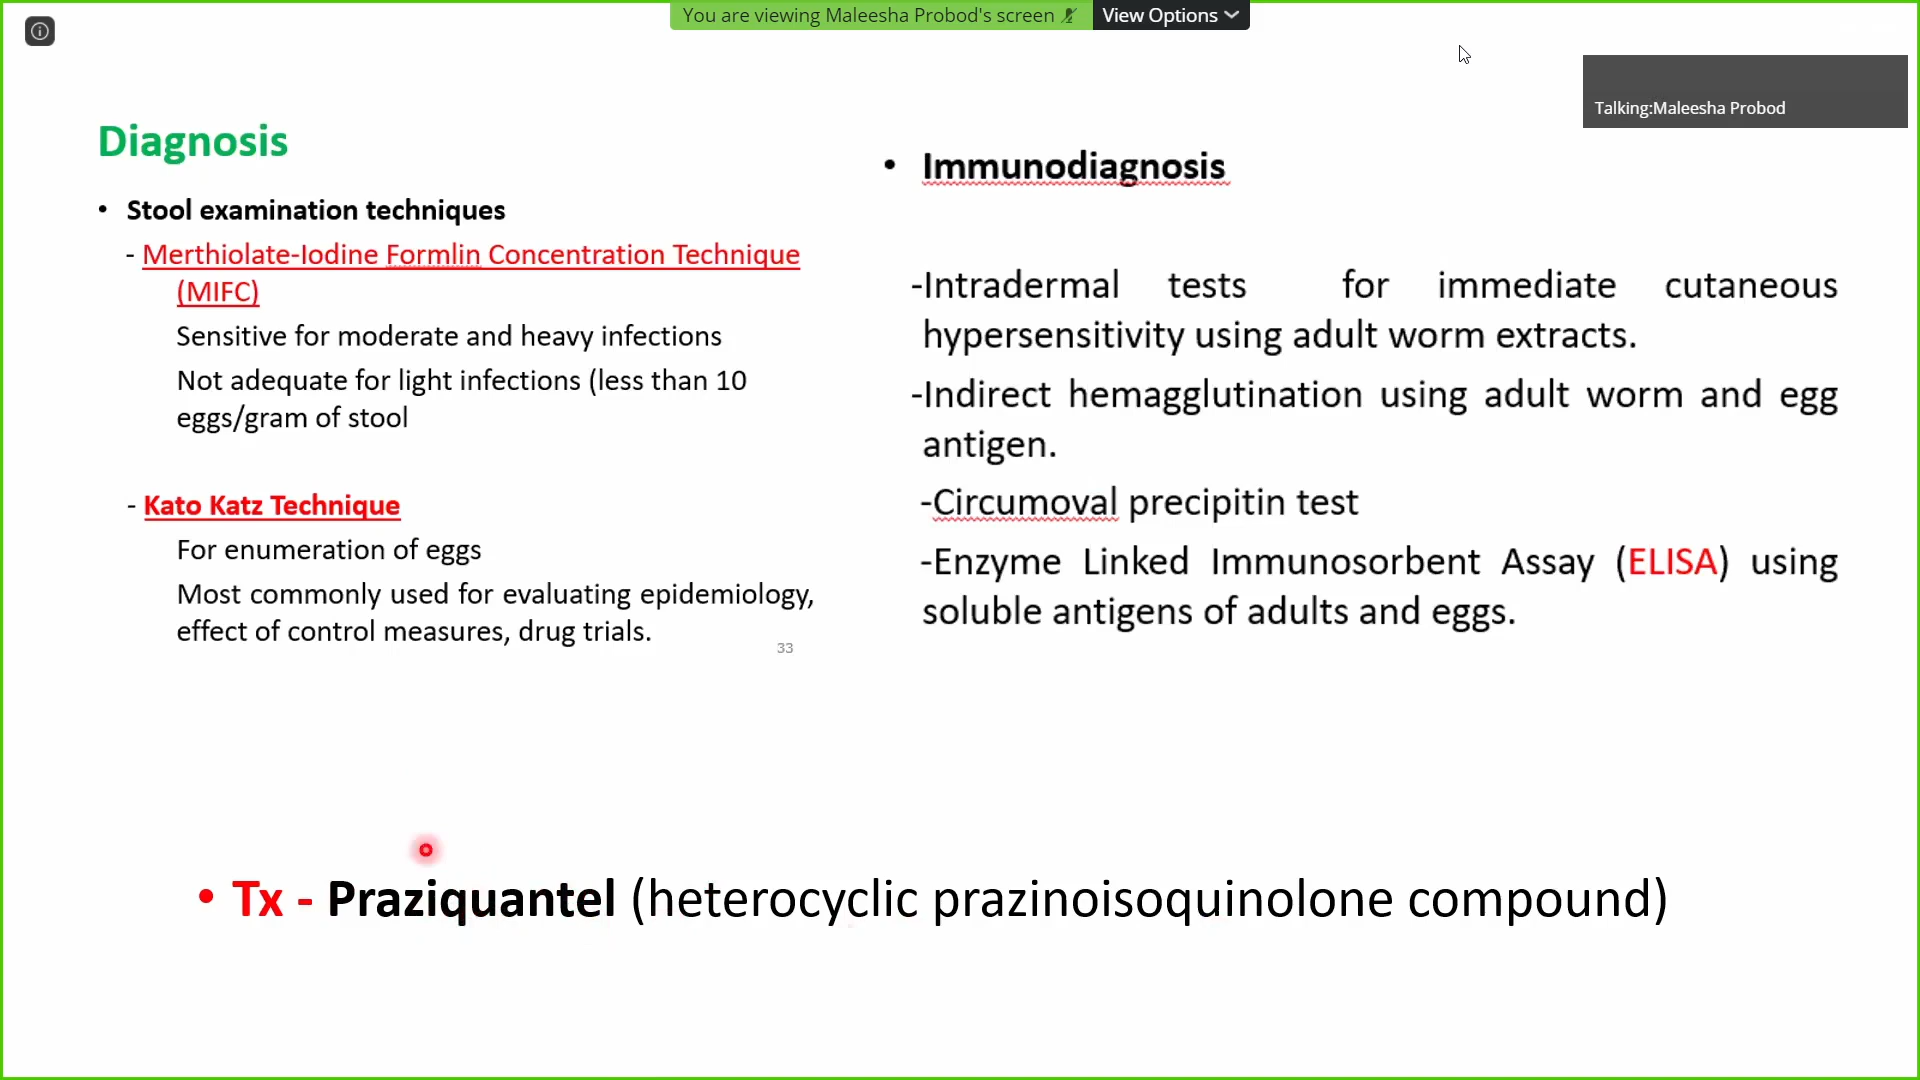 You are viewing Maleesha Probod's screen
View Options
Talking:Maleesha Probod
Diagnosis
• Stool examination techniques
- Merthiolate-Iodine Formlin Concentration Technique
(MIFC)
Sensitive for moderate and heavy infections
Not adequate for light infections (less than 10
eggs/gram of stool
- Kato Katz Technique
For enumeration of eggs
Most commonly used for evaluating epidemiology,
effect of control measures, drug trials.
33
• Immunodiagnosis
-Intradermal tests for immediate cutaneous
hypersensitivity using adult worm extracts.
-Indirect hemagglutination using adult worm and egg
antigen.
-Circumoval precipitin test
-Enzyme Linked Immunosorbent Assay (ELISA) using
soluble antigens of adults and eggs.
• Tx - Praziquantel (heterocyclic prazinoisoquinolone compound)